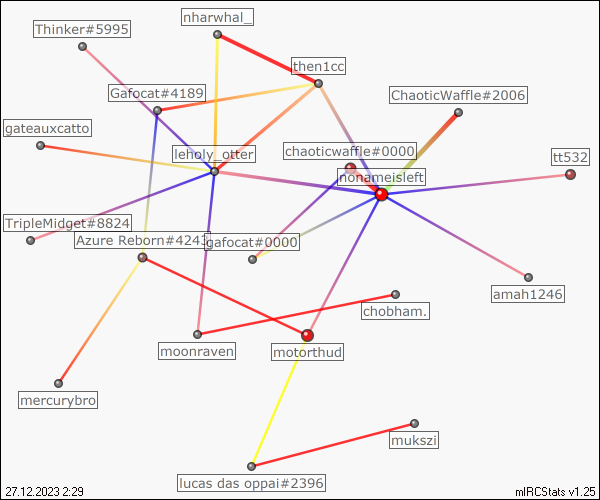 nharwhal_
Thinker#5995
then1cc
Gafocat#4189
ChaoticWaffle#2006
gateauxcatto
leholy_otter
chaoticwaffle#0000
tt532
nonameisleft
TripleMidget#8824
Azure Reborn#4243
gafocat#0000
amah1246
chobham.
moonraven
motorthud
mercurybro
mukszi
lucas das oppai#2396
27.12.2023 2:29
mIRCStats v1.25